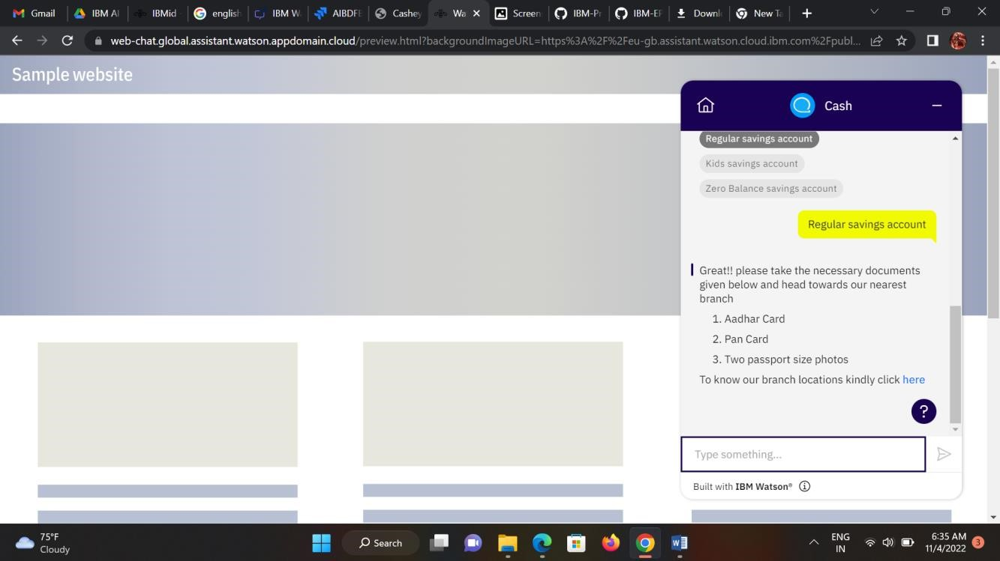 Gmail
IBM Al
IBMid
english
IBM W
AIBDFE
Cashey
Wa
Screen
IBM-Pr
IBM-EP
Downl
New Ta
web-chat.global.assistant.watson.appdomain.cloud/preview.html?backgroundImageURL=https%3A%2F%2Feu-gb.assistant.watson.cloud.ibm.com%2Fpubl...
Sample website
Cash
Regular savings account
Kids savings account
Zero Balance savings account
Regular savings account
Great!! please take the necessary documents
given below and head towards our nearest
branch
1. Aadhar Card
2. Pan Card
3. Two passport size photos
To know our branch locations kindly click here
?
Type something...
Built with IBM Watson®
75°F
Cloudy
Search
ENG
IN
6:35 AM
11/4/2022
3